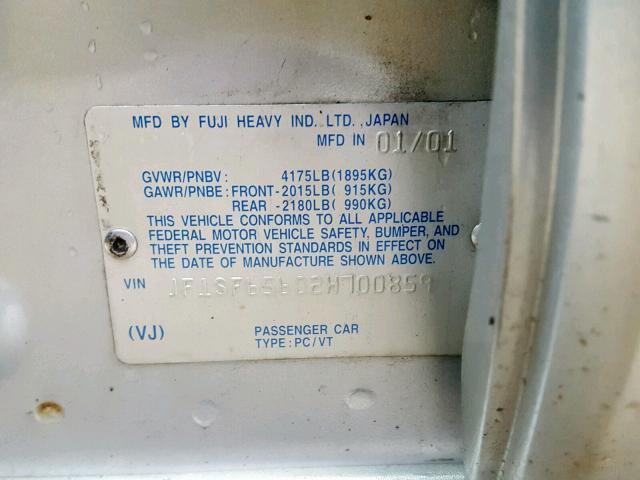 MFD BY FUJI HEAVY IND. LTD. ,JAPAN
MFD IN 01/01
GVWR/PNBV : 4175LB(1895KG)
GAWR/PNBE: FRONT-2015LB( 915KG)
REAR -2180LB( 990KG)
THIS VEHICLE CONFORMS TO ALL APPLICABLE
FEDERAL MOTOR VEHICLE SAFETY, BUMPER, AND
THEFT PREVENTION STANDARDS IN EFFECT ON
THE DATE OF MANUFACTURE SHOWN ABOVE.
VIN
(VJ) PASSENGER CAR
TYPE: PC/VT